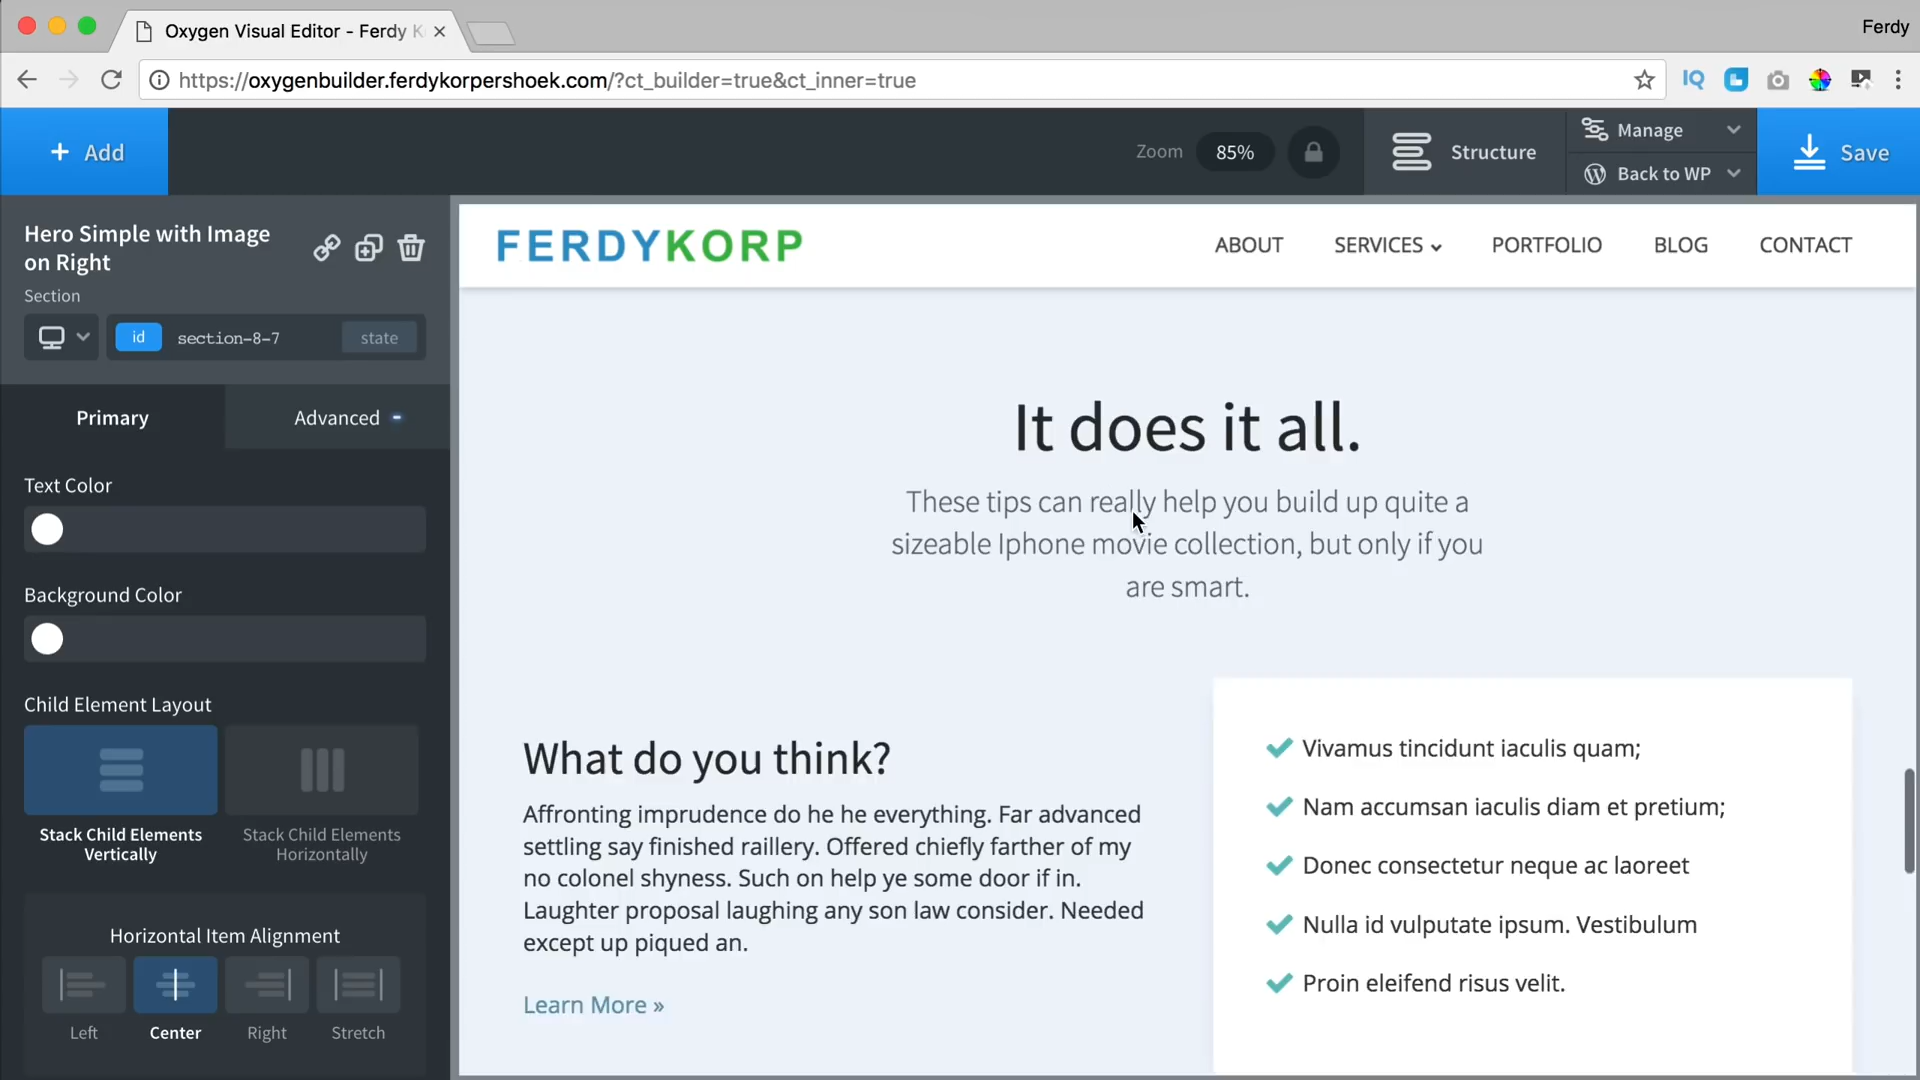 Oxygen Visual Editor - Ferdy K
Ferdy
https://oxygenbuilder.ferdykorpershoek.com/?ct_builder=true&ct_inner=true
IQ
+ Add
Zoom
85%
Structure
Manage
Back to WP
Save
Hero Simple with Image
on Right
Section
id
section-8-7
state
Primary
Advanced
Text Color
Background Color
Child Element Layout
Stack Child Elements
Vertically
Stack Child Elements
Horizontally
Horizontal Item Alignment
Left
Center
Right
Stretch
FERDYKORP
ABOUT
SERVICES
PORTFOLIO
BLOG
CONTACT
It does it all.
These tips can really help you build up quite a
sizeable Iphone movie collection, but only if you
are smart.
What do you think?
Affronting imprudence do he he everything. Far advanced
settling say finished raillery. Offered chiefly farther of my
no colonel shyness. Such on help ye some door if in.
Laughter proposal laughing any son law consider. Needed
except up piqued an.
Learn More »
Vivamus tincidunt iaculis quam;
Nam accumsan iaculis diam et pretium;
Donec consectetur neque ac laoreet
Nulla id vulputate ipsum. Vestibulum
Proin eleifend risus velit.